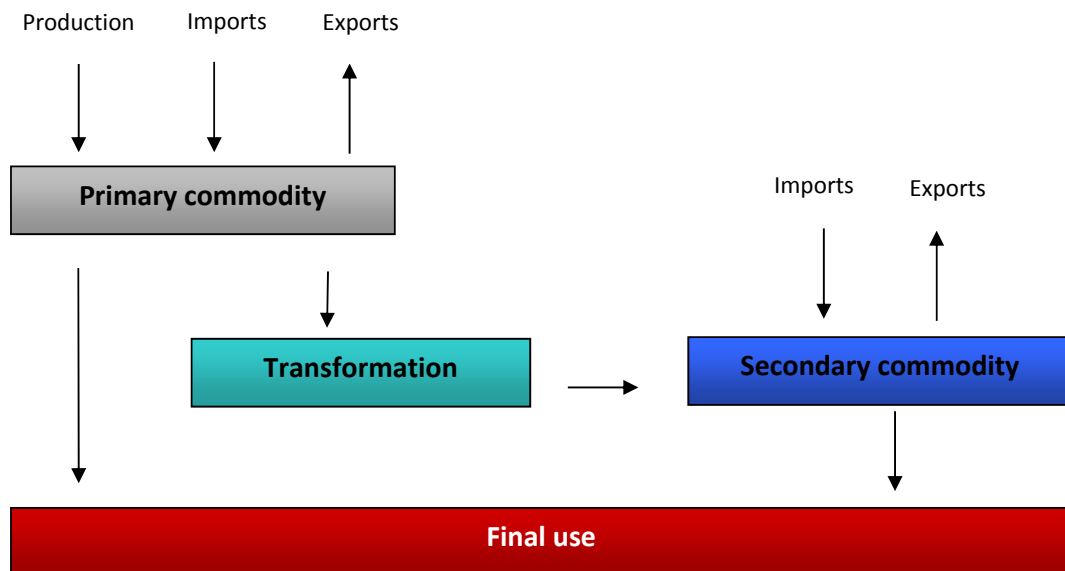 Production Imports Exports
Primary commodity
Imports Exports
Transformation
Secondary commodity
Final use